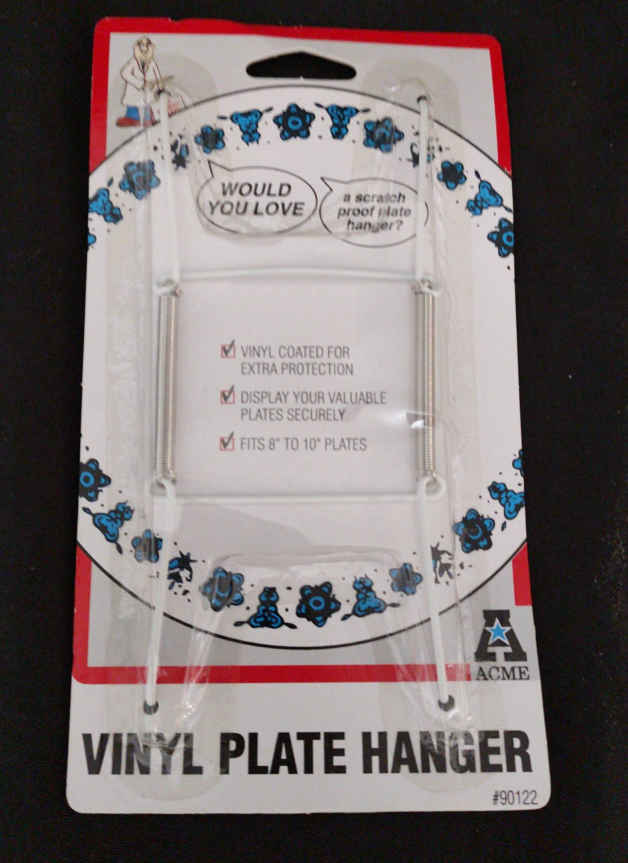 WOULD
YOU LOVE
a scratch
proof plate
hanger?
VINYL COATED FOR
EXTRA PROTECTION
DISPLAY YOUR VALUABLE
PLATES SECURELY
FITS 8" TO 10" PLATES
A
ACME
VINYL PLATE HANGER
#90122